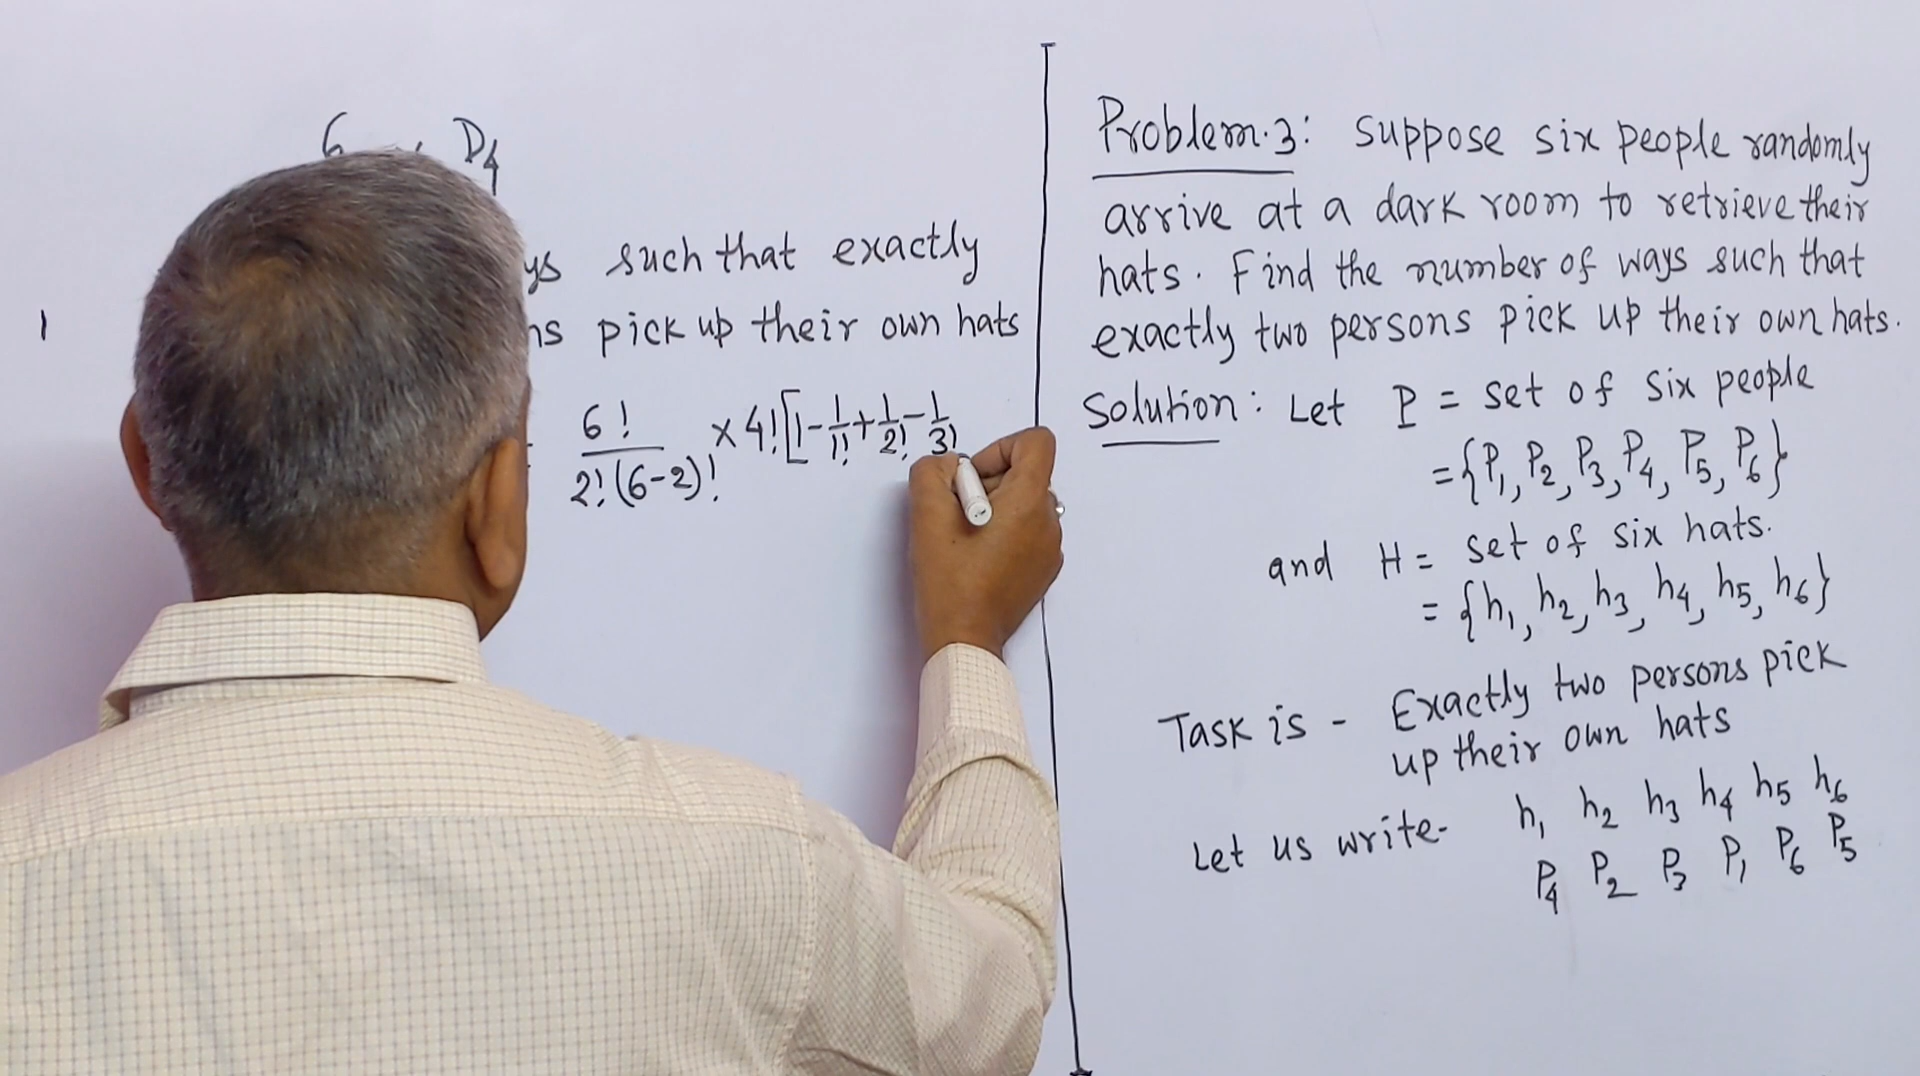 6 D4
such that exactly
pick up their own hats
6!
2!(6-2)! × 4! [1 - 1/1! + 1/2! - 1/3!
Problem.3: Suppose six people randomly
arrive at a dark room to retrieve their
hats. Find the number of ways such that
exactly two persons pick up their own hats.
Solution: Let P = set of six people
= {P1, P2, P3, P4, P5, P6}
and H = set of six hats.
= {h1, h2, h3, h4, h5, h6}
Task is - Exactly two persons pick
up their own hats
Let us write- h1 h2 h3 h4 h5 h6
P4 P2 P3 P1 P6 P5